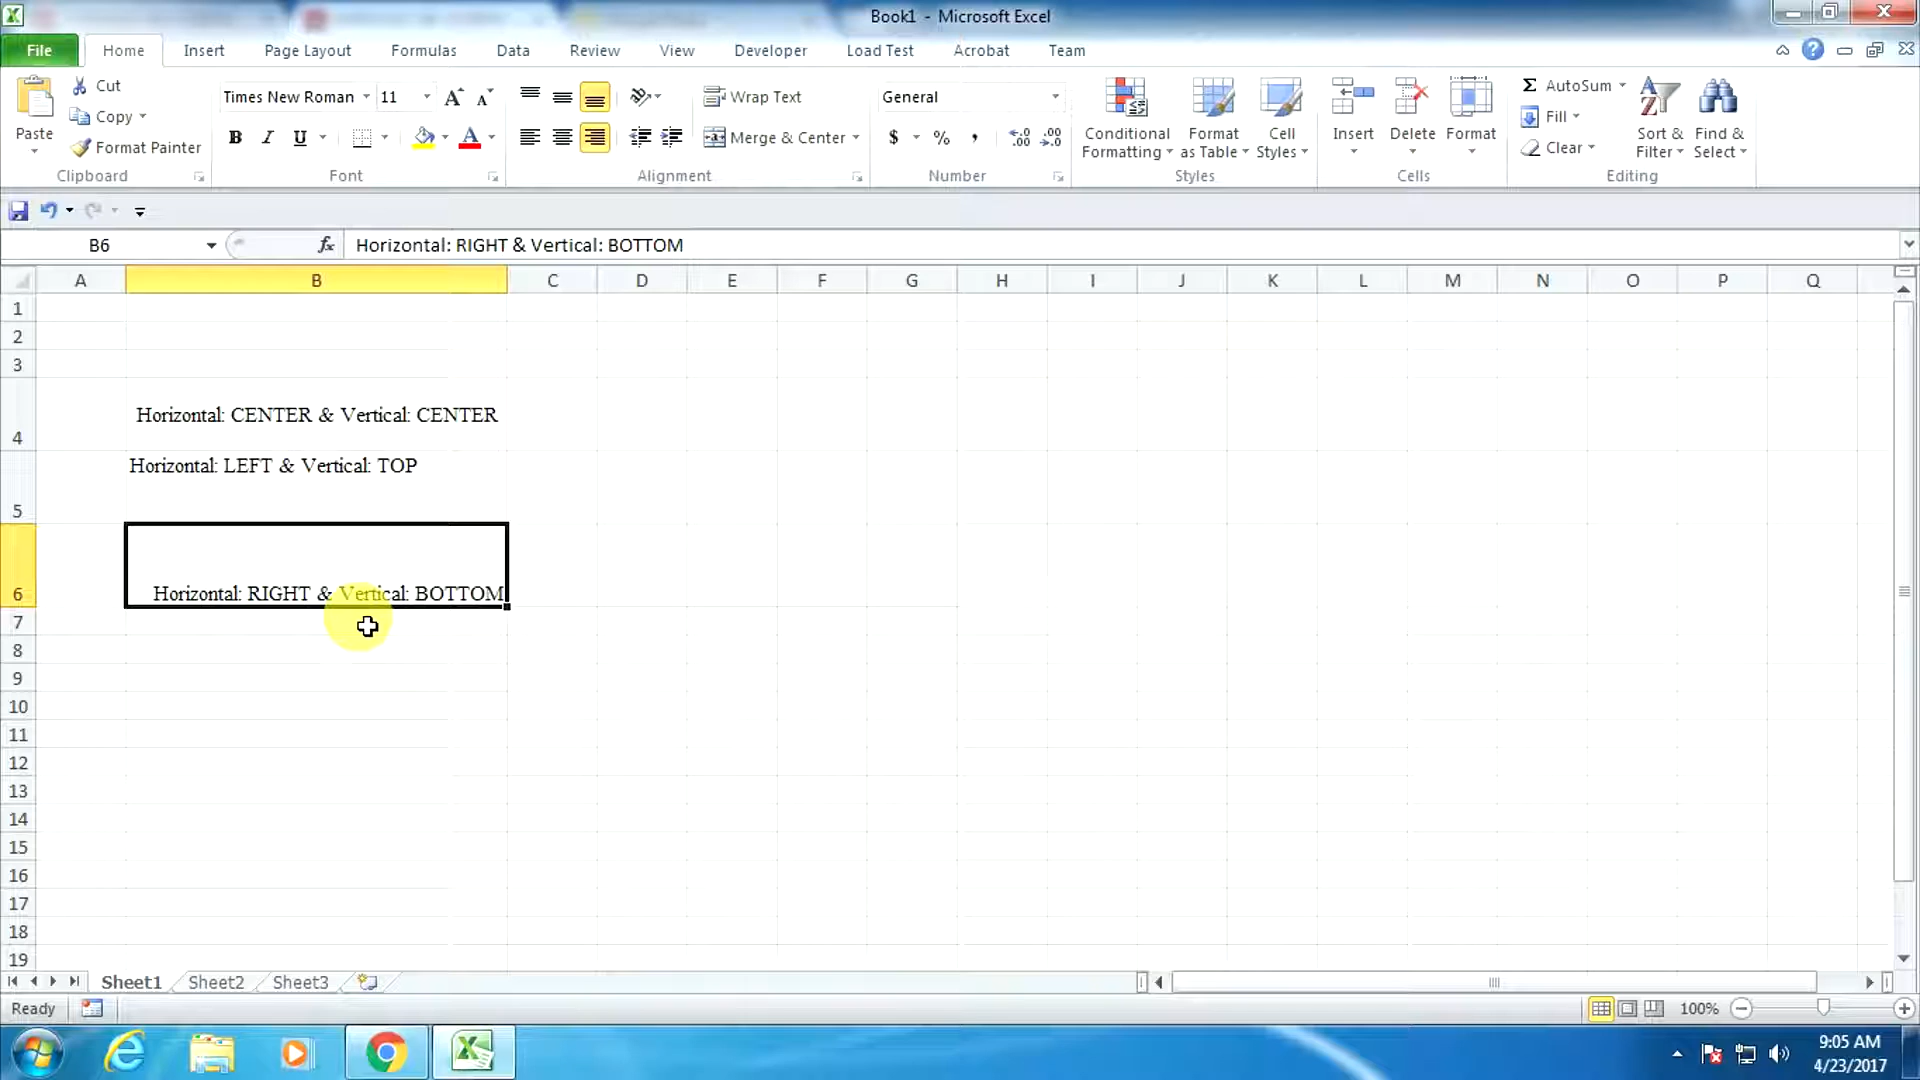 Book1 - Microsoft Excel
File Home Insert Page Layout Formulas Data Review View Developer Load Test Acrobat Team
Paste
Cut
Copy
Format Painter
Clipboard
Times New Roman 11
B I U
Font
Wrap Text
Merge & Center
Alignment
General
$ % ,
Number
Conditional Formatting
Format as Table
Cell Styles
Styles
Insert
Delete
Format
Cells
AutoSum
Fill
Clear
Sort & Filter
Find & Select
Editing
B6 fx Horizontal: RIGHT & Vertical: BOTTOM
A B C D E F G H I J K L M N O P Q
1
2
3
4 Horizontal: CENTER & Vertical: CENTER
5 Horizontal: LEFT & Vertical: TOP
6 Horizontal: RIGHT & Vertical: BOTTOM
7
8
9
10
11
12
13
14
15
16
17
18
19
Sheet1 Sheet2 Sheet3
Ready 100%
9:05 AM
4/23/2017